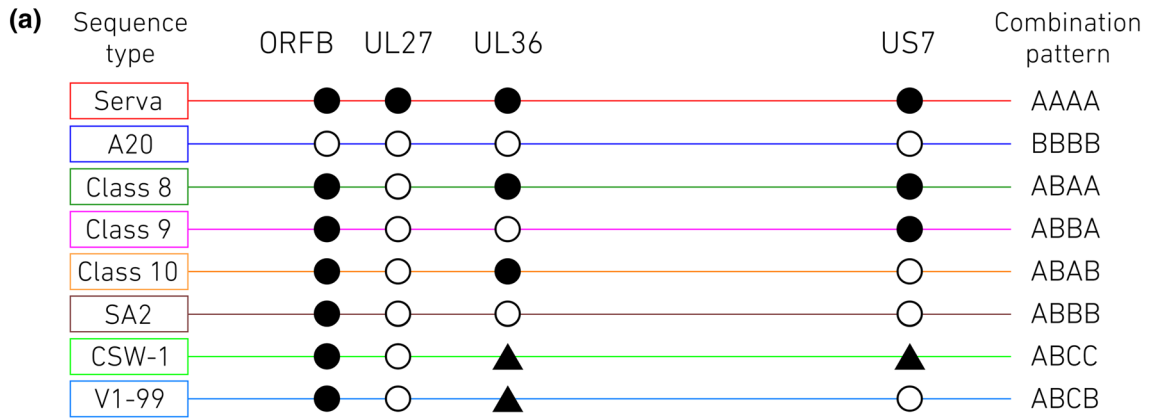 (a)
Sequence type
ORFB UL27 UL36 US7
Combination pattern
Serva AAAA
A20 BBBB
Class 8 ABAA
Class 9 ABBA
Class 10 ABAB
SA2 ABBB
CSW-1 ABCC
V1-99 ABCB